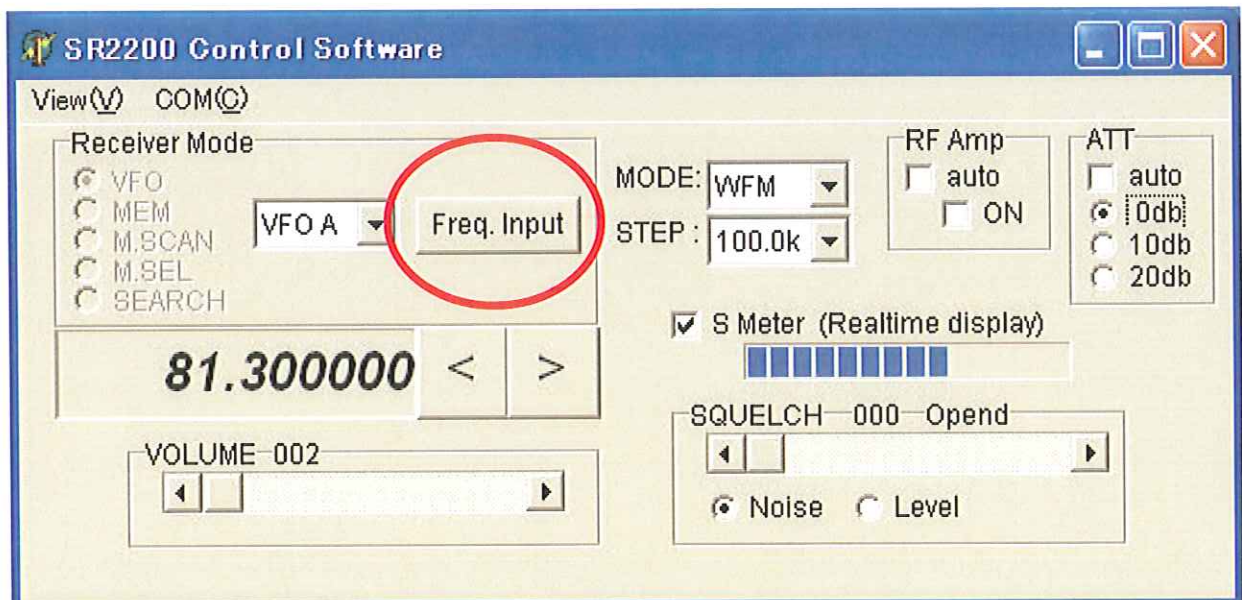 SR2200 Control Software
View(V) COM(C)
Receiver Mode
VFO
MEM
M.SCAN
M.SEL
SEARCH
VFO A
Freq. Input
MODE: WFM
STEP : 100.0k
RF Amp
auto
ON
ATT
auto
0db
10db
20db
81.300000
< >
S Meter (Realtime display)
SQUELCH 000 Opend
Noise Level
VOLUME 002